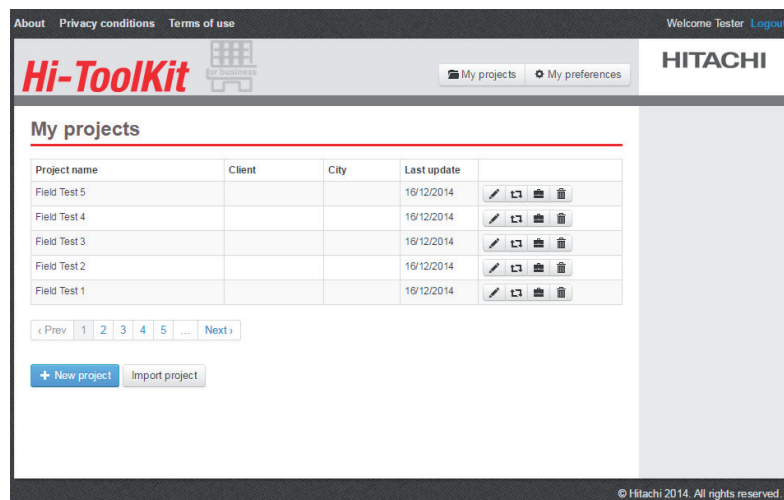 About Privacy conditions Terms of use Welcome Tester Logout
Hi-ToolKit for business
My projects My preferences
HITACHI
My projects
Project name Client City Last update
Field Test 5 16/12/2014
Field Test 4 16/12/2014
Field Test 3 16/12/2014
Field Test 2 16/12/2014
Field Test 1 16/12/2014
‹ Prev 1 2 3 4 5 ... Next ›
+ New project Import project
© Hitachi 2014. All rights reserved